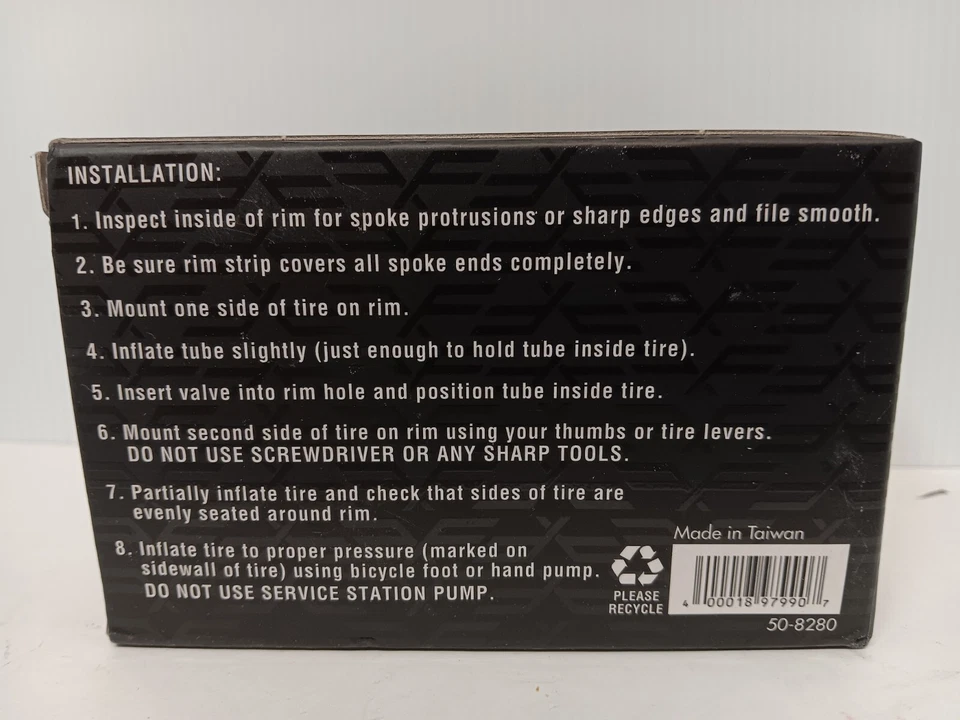 INSTALLATION:
1. Inspect inside of rim for spoke protrusions or sharp edges and file smooth.
2. Be sure rim strip covers all spoke ends completely.
3. Mount one side of tire on rim.
4. Inflate tube slightly (just enough to hold tube inside tire).
5. Insert valve into rim hole and position tube inside tire.
6. Mount second side of tire on rim using your thumbs or tire levers.
DO NOT USE SCREWDRIVER OR ANY SHARP TOOLS.
7. Partially inflate tire and check that sides of tire are
evenly seated around rim.
8. Inflate tire to proper pressure (marked on
sidewall of tire) using bicycle foot or hand pump.
DO NOT USE SERVICE STATION PUMP.
PLEASE
RECYCLE
Made in Taiwan
4 00018 97990 7
50-8280